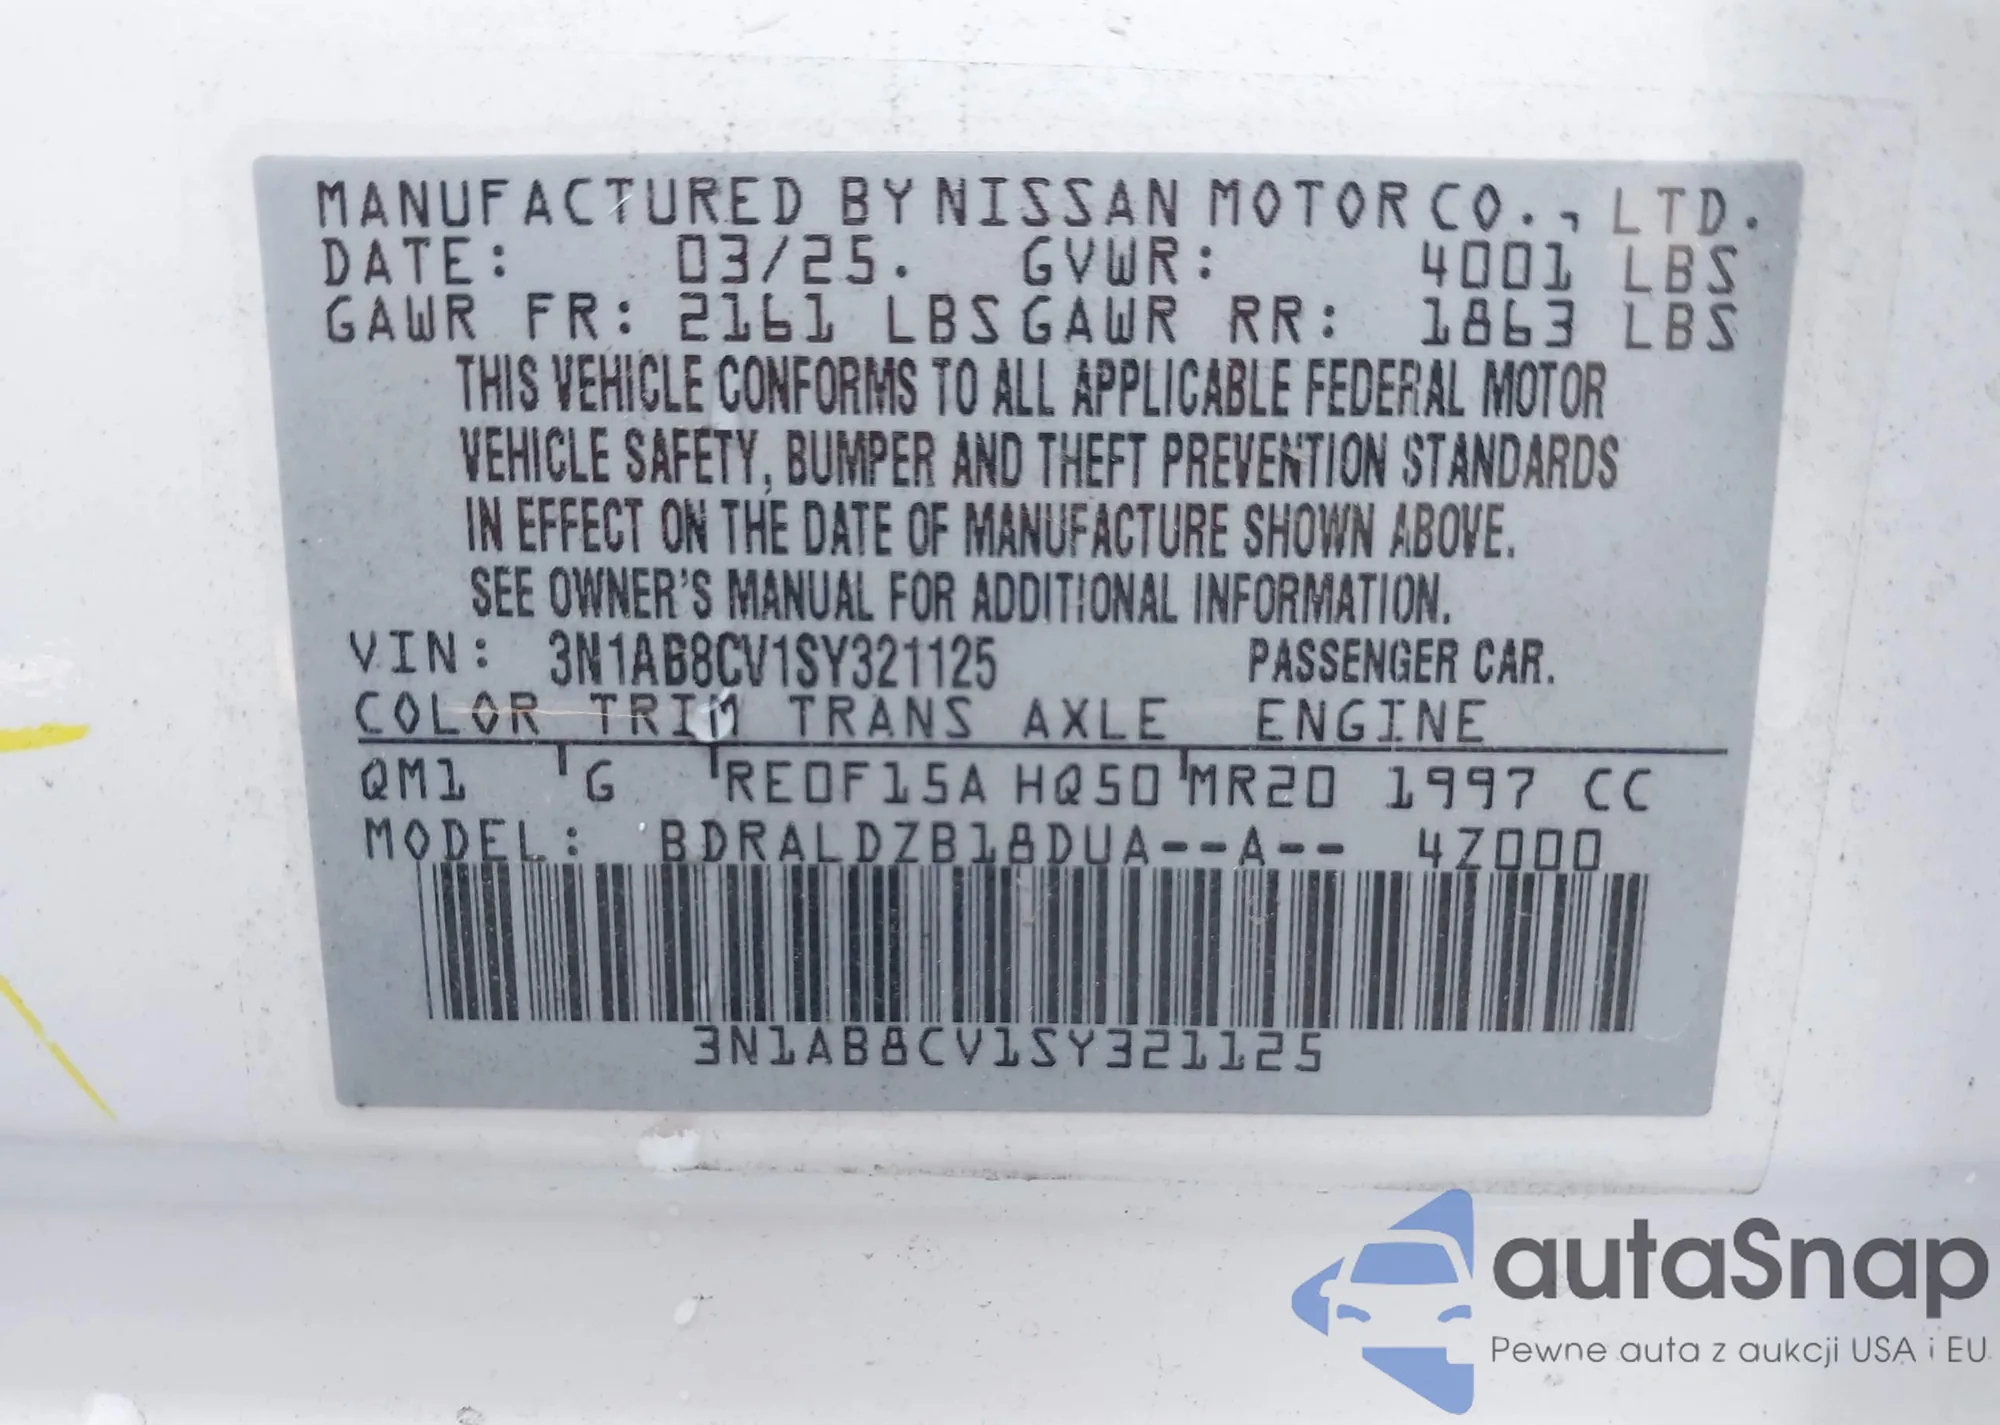 MANUFACTURED BY NISSAN MOTOR CO., LTD.
DATE: 03/25. GVWR: 4001 LBS
GAWR FR: 2161 LBS GAWR RR: 1863 LBS
THIS VEHICLE CONFORMS TO ALL APPLICABLE FEDERAL MOTOR
VEHICLE SAFETY, BUMPER AND THEFT PREVENTION STANDARDS
IN EFFECT ON THE DATE OF MANUFACTURE SHOWN ABOVE.
SEE OWNER'S MANUAL FOR ADDITIONAL INFORMATION.
VIN: 3N1AB8CV1SY321125 PASSENGER CAR.
COLOR TRIM TRANS AXLE ENGINE
QM1 G RE0F15A HQ50 MR20 1997 CC
MODEL: BDRALDZB18DUA--A-- 4Z000
3N1AB8CV1SY321125
autaSnap
Pewne auta z aukcji USA i EU